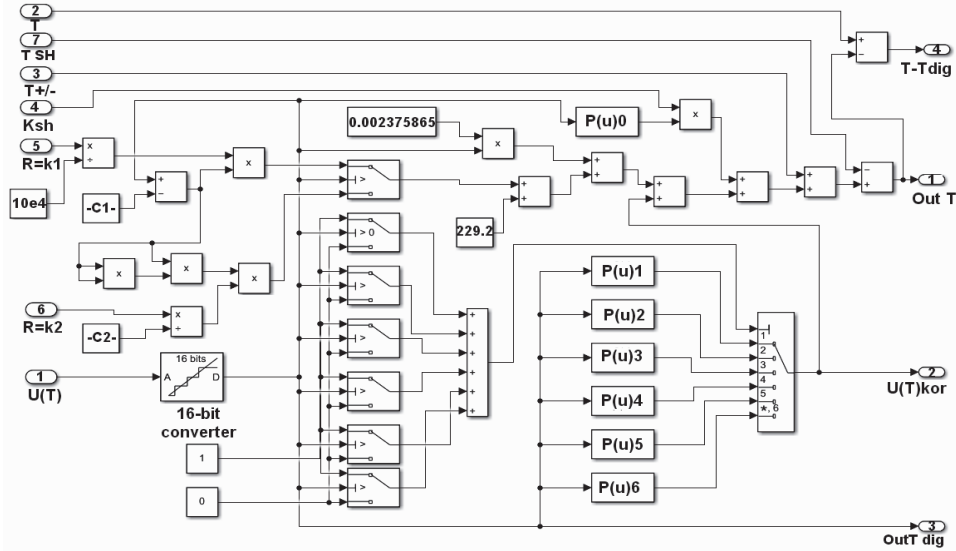 2
T
7
T SH
3
T+/-
4
Ksh
5
R=k1
x
÷
10e4
-C1-
+
−
x
x
x
x
6
R=k2
-C2-
x
÷
1
U(T)
16 bits
A
D
16-bit
converter
1
0
>
> 0
>
>
>
>
>
+
+
+
+
+
+
0.002375865
x
P(u)0
x
229.2
+
+
+
+
+
+
+
+
+
+
−
+
+
−
4
T-Tdig
1
Out T
P(u)1
P(u)2
P(u)3
P(u)4
P(u)5
P(u)6
1
2
3
4
5
*, 6
2
U(T)kor
3
OutT dig